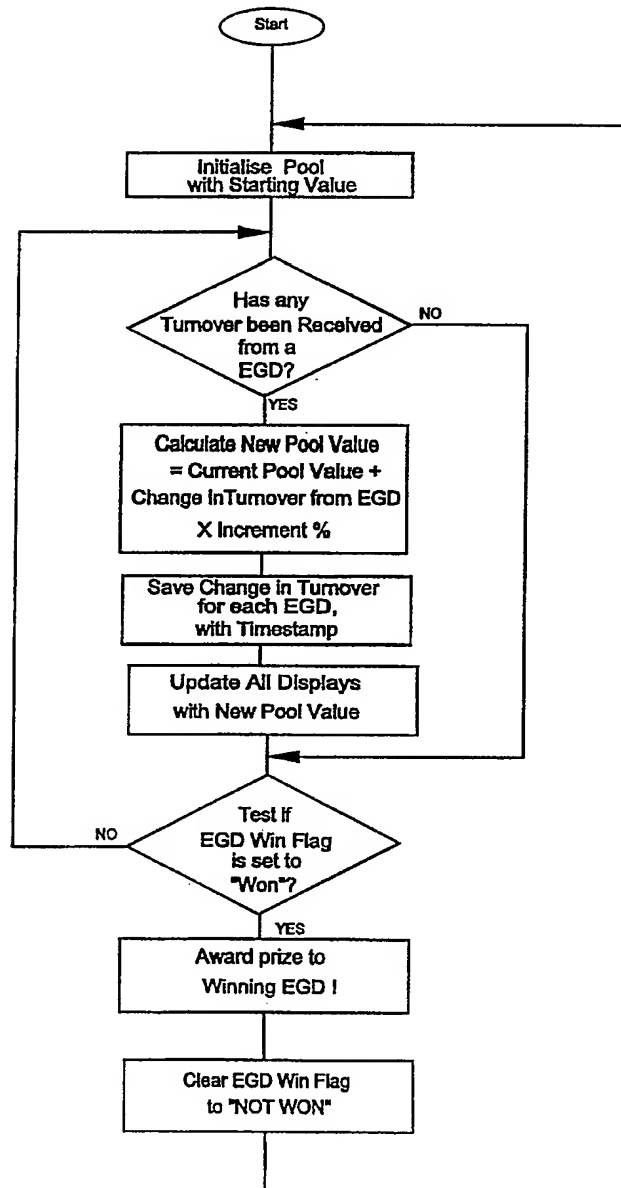 Start
Initialise Pool
with Starting Value
Has any
Turnover been Received
from a
EGD?
NO
YES
Calculate New Pool Value
= Current Pool Value +
Change InTurnover from EGD
X Increment %
Save Change in Turnover
for each EGD,
with Timestamp
Update All Displays
with New Pool Value
Test if
EGD Win Flag
is set to
"Won"?
NO
YES
Award prize to
Winning EGD !
Clear EGD Win Flag
to "NOT WON"